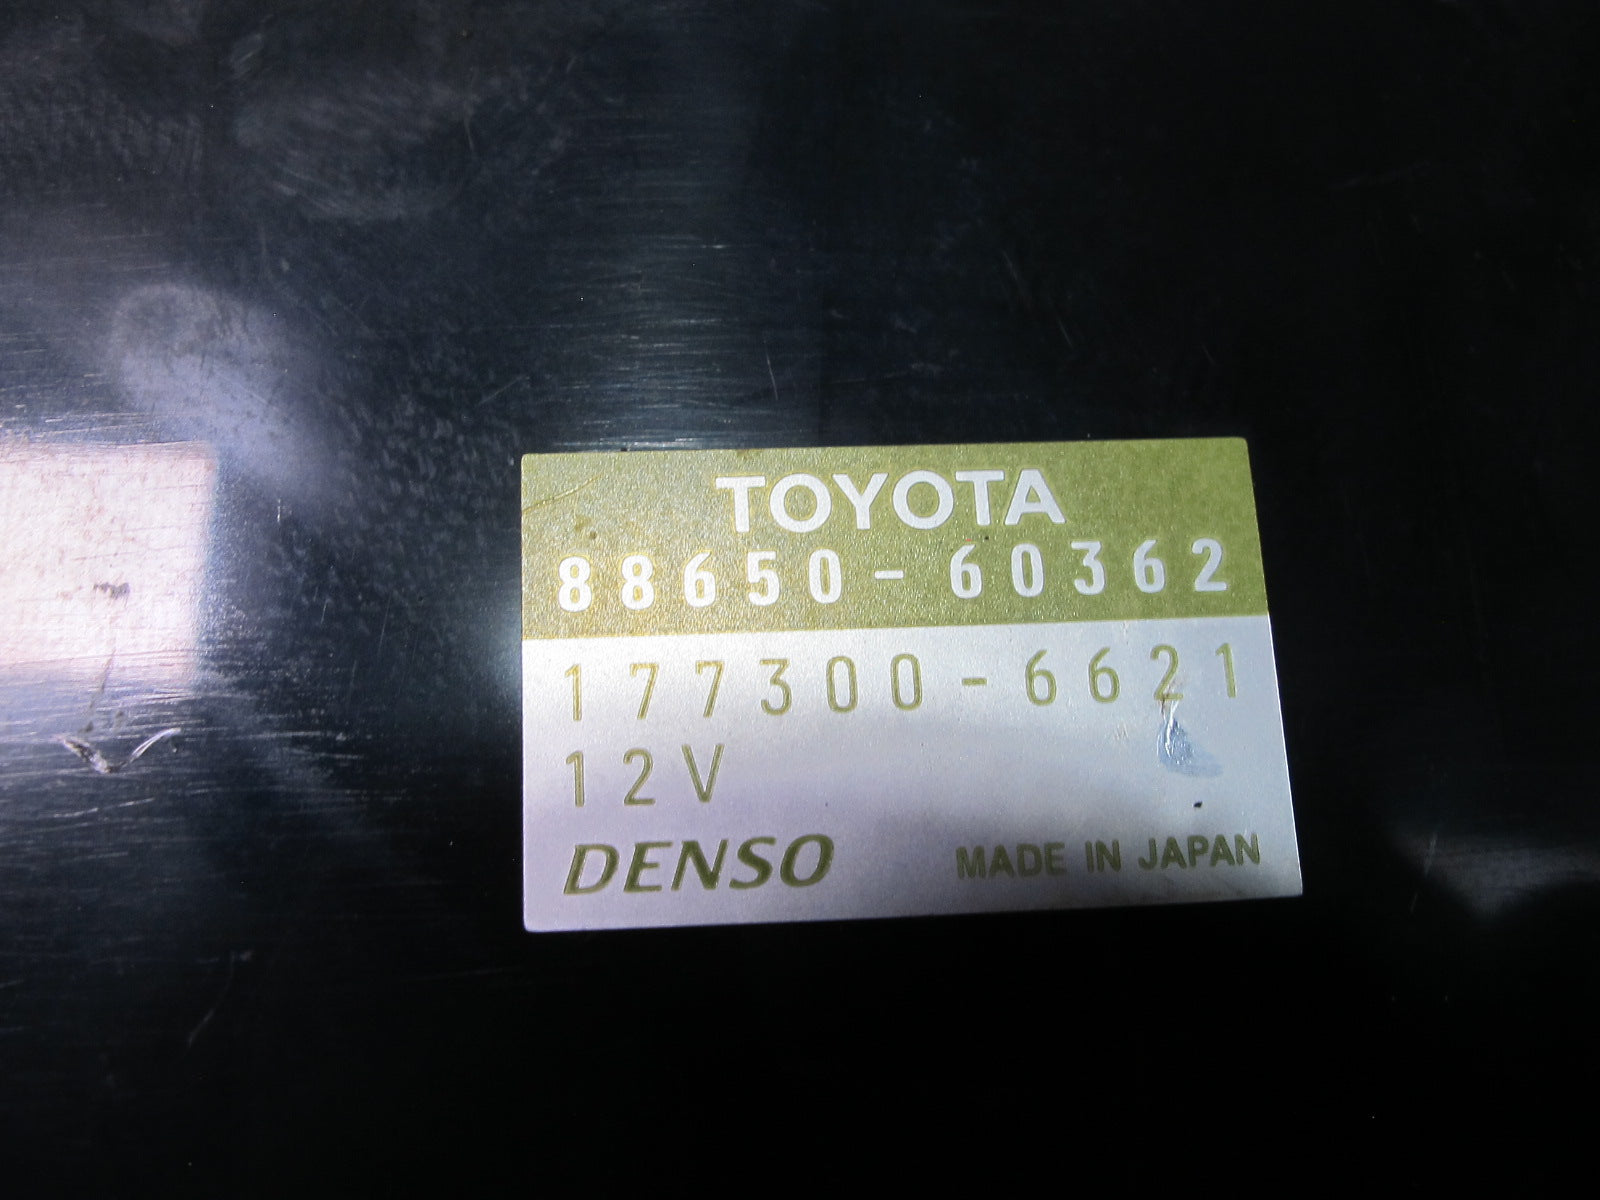 TOYOTA
88650-60362
177300-6621
12V
DENSO MADE IN JAPAN